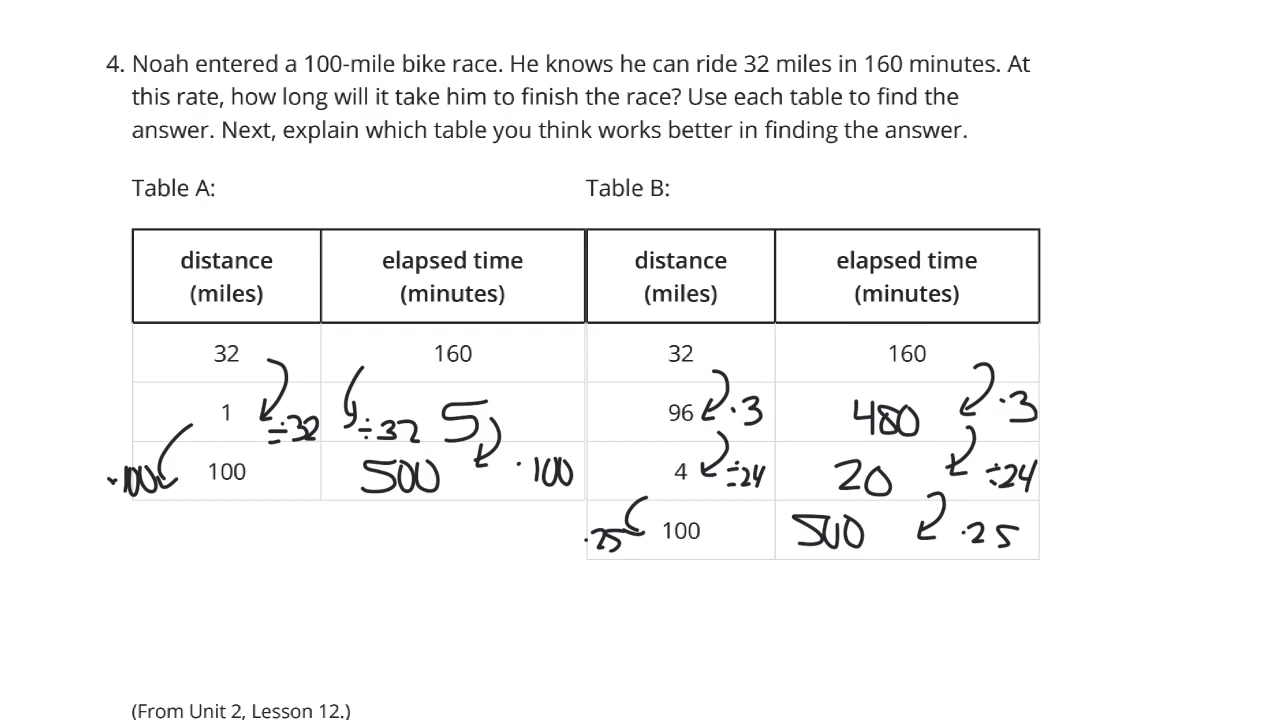 4. Noah entered a 100-mile bike race. He knows he can ride 32 miles in 160 minutes. At
this rate, how long will it take him to finish the race? Use each table to find the
answer. Next, explain which table you think works better in finding the answer.
Table A: Table B:
distance (miles) elapsed time (minutes) distance (miles) elapsed time (minutes)
32 160 32 160
1 ÷32 ÷32 5 96 ·3 480 ·3
·100 100 500 ·100 4 ÷24 20 ÷24
·25 100 500 ·25
(From Unit 2, Lesson 12.)